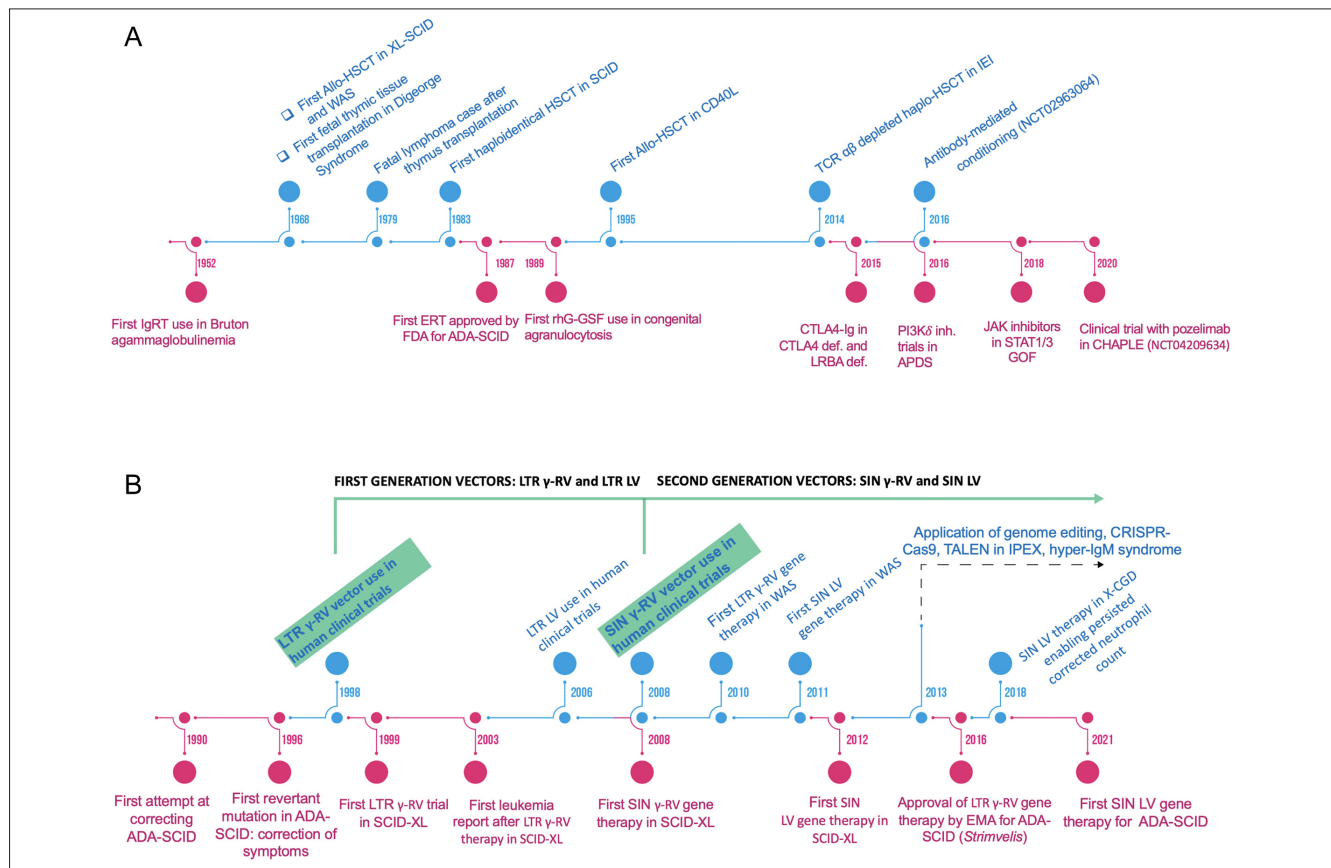 A
❑ First Allo-HSCT in XL-SCID
and WAS
❑ First fetal thymic tissue
transplantation in Digeorge
Syndrome
Fatal lymphoma case after
thymus transplantation
First haploidentical HSCT in SCID
First Allo-HSCT in CD40L
TCR αβ depleted haplo-HSCT in IEI
Antibody-mediated
conditioning (NCT02963064)
1968
1979
1983
1995
2014
2016
1952
1987
1989
2015
2016
2018
2020
First IgRT use in Bruton
agammaglobulinemia
First ERT approved by
FDA for ADA-SCID
First rhG-GSF use in congenital
agranulocytosis
CTLA4-Ig in
CTLA4 def. and
LRBA def.
PI3Kδ inh.
trials in
APDS
JAK inhibitors
in STAT1/3
GOF
Clinical trial with pozelimab
in CHAPLE (NCT04209634)
B
FIRST GENERATION VECTORS: LTR γ-RV and LTR LV
SECOND GENERATION VECTORS: SIN γ-RV and SIN LV
LTR γ-RV vector use in
human clinical trials
LTR LV use in human
clinical trials
SIN γ-RV vector use in
human clinical trials
First LTR γ-RV gene
therapy in WAS
First SIN LV
gene therapy in WAS
Application of genome editing, CRISPR-
Cas9, TALEN in IPEX, hyper-IgM syndrome
SIN LV therapy in X-CGD
enabling persisted
corrected neutrophil
count
1998
2006
2008
2010
2011
2013
2018
1990
1996
1999
2003
2008
2012
2016
2021
First attempt at
correcting
ADA-SCID
First revertant
mutation in ADA-
SCID: correction of
symptoms
First LTR γ-RV trial
in SCID-XL
First leukemia
report after LTR γ-RV
therapy in SCID-XL
First SIN γ-RV gene
therapy in SCID-XL
First SIN
LV gene therapy in
SCID-XL
Approval of LTR γ-RV gene
therapy by EMA for ADA-
SCID (Strimvelis)
First SIN LV gene
therapy for ADA-SCID